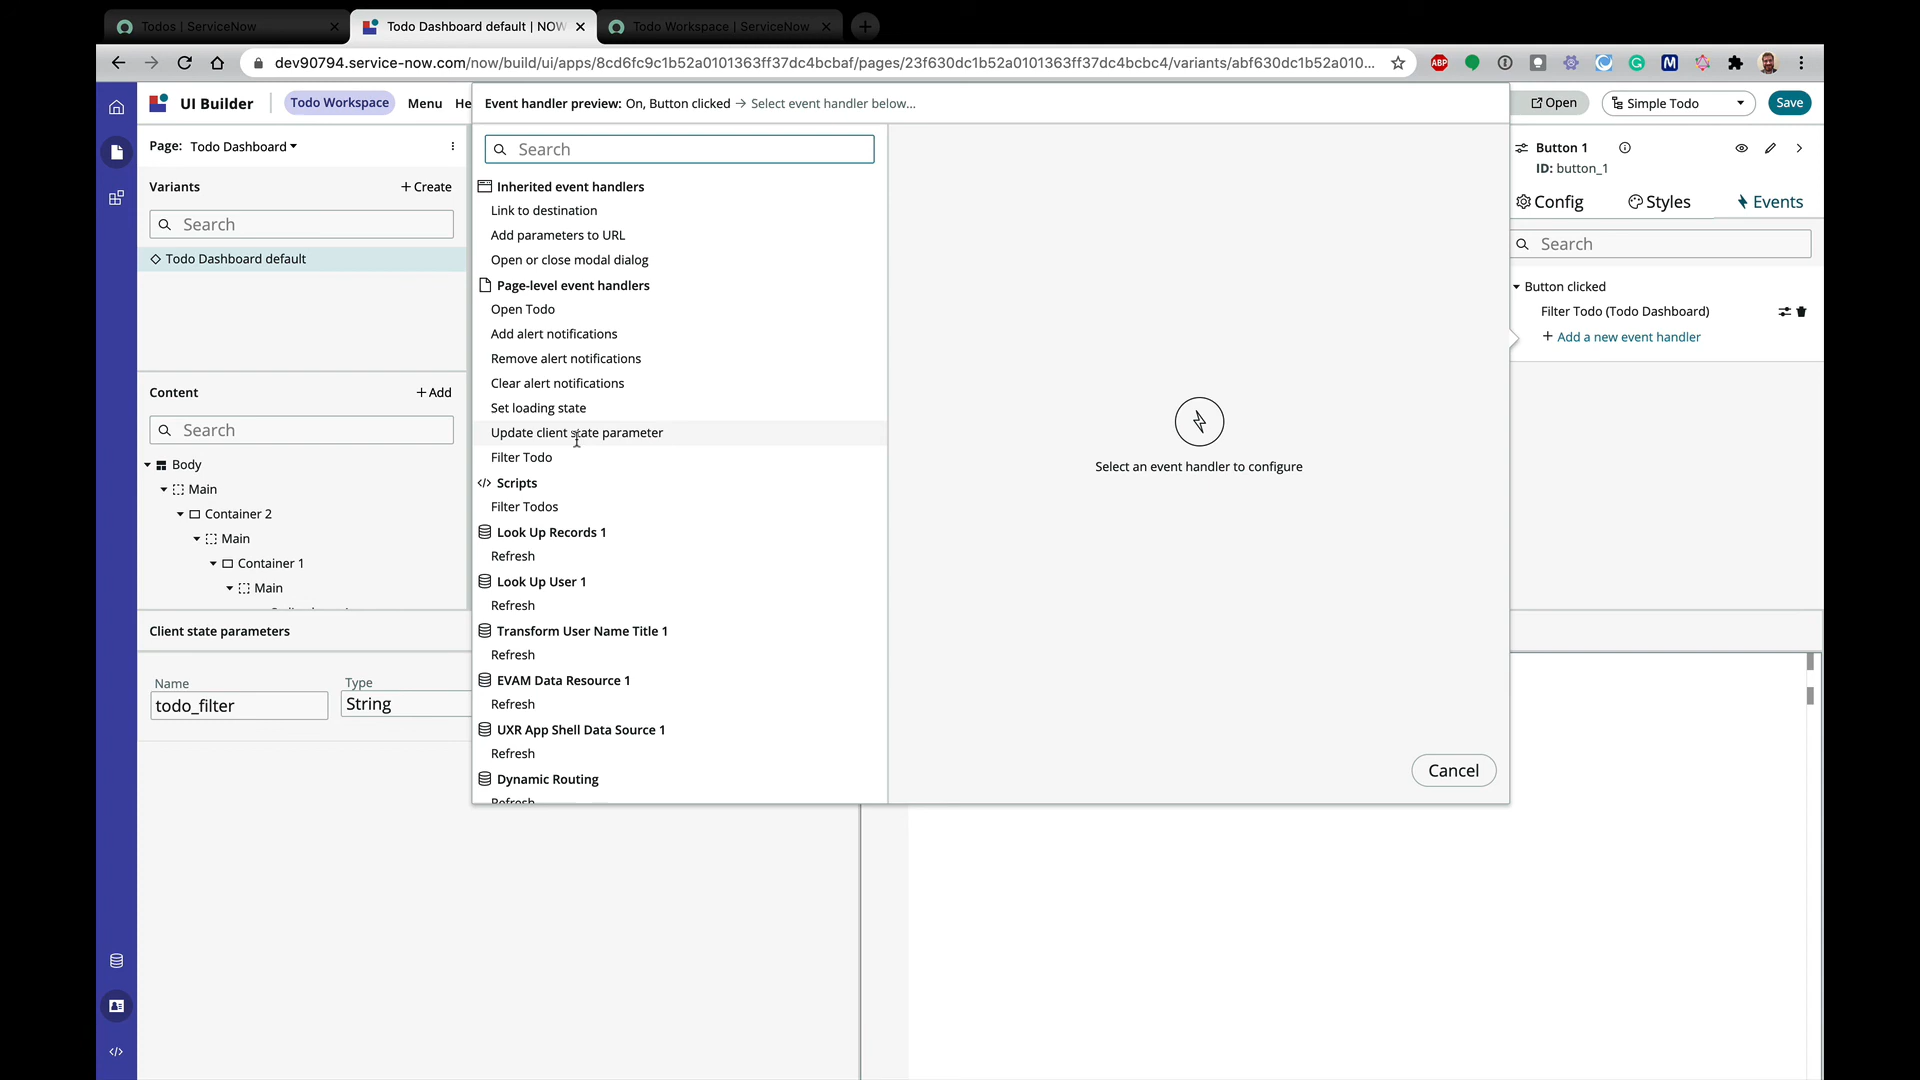 Todos | ServiceNow
Todo Dashboard default | NOW
Todo Workspace | ServiceNow
dev90794.service-now.com/now/build/ui/apps/8cd6fc9c1b52a0101363ff37dc4bcbaf/pages/23f630dc1b52a0101363ff37dc4bcbc4/variants/abf630dc1b52a010...
ABP
M
UI Builder
Todo Workspace
Menu
He
Event handler preview: On, Button clicked → Select event handler below...
Open
Simple Todo
Save
Page: Todo Dashboard
Variants
+ Create
Search
Todo Dashboard default
Content
+ Add
Search
Body
Main
Container 2
Main
Container 1
Main
Client state parameters
Name
todo_filter
Type
String
Search
Inherited event handlers
Link to destination
Add parameters to URL
Open or close modal dialog
Page-level event handlers
Open Todo
Add alert notifications
Remove alert notifications
Clear alert notifications
Set loading state
Update client state parameter
Filter Todo
</> Scripts
Filter Todos
Look Up Records 1
Refresh
Look Up User 1
Refresh
Transform User Name Title 1
Refresh
EVAM Data Resource 1
Refresh
UXR App Shell Data Source 1
Refresh
Dynamic Routing
Refresh
Select an event handler to configure
Cancel
Button 1
ID: button_1
Config
Styles
Events
Search
Button clicked
Filter Todo (Todo Dashboard)
+ Add a new event handler